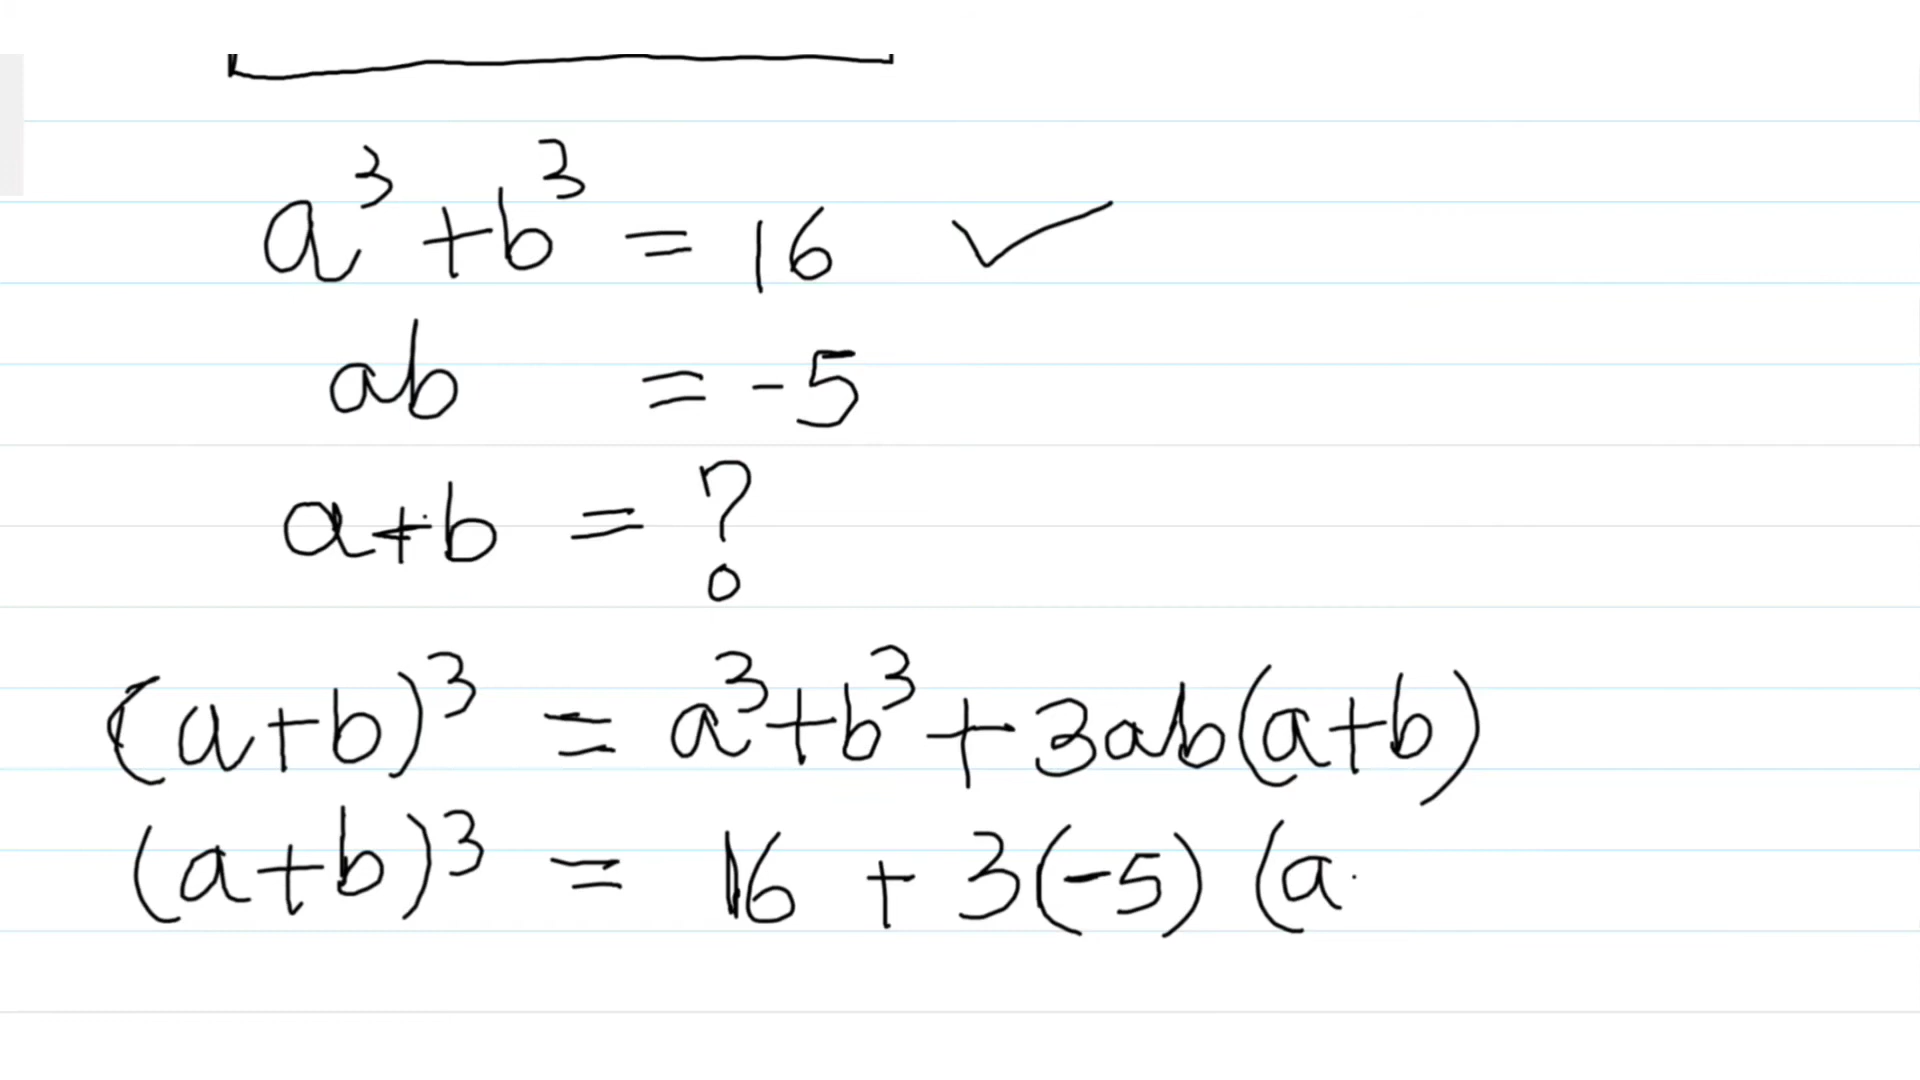 a³ + b³ = 16 ✓
ab = -5
a+b = ?
(a+b)³ = a³+b³ + 3ab(a+b)
(a+b)³ = 16 + 3(-5) (a